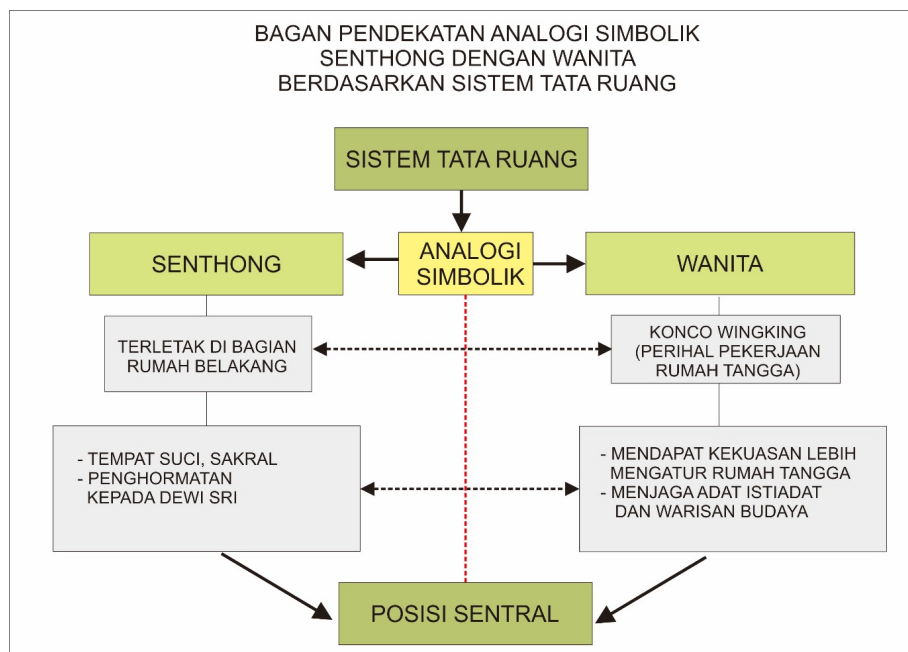 BAGAN PENDEKATAN ANALOGI SIMBOLIK
SENTHONG DENGAN WANITA
BERDASARKAN SISTEM TATA RUANG
SISTEM TATA RUANG
SENTHONG
ANALOGI
SIMBOLIK
WANITA
TERLETAK DI BAGIAN
RUMAH BELAKANG
KONCO WINGKING
(PERIHAL PEKERJAAN
RUMAH TANGGA)
- TEMPAT SUCI, SAKRAL
- PENGHORMATAN
KEPADA DEWI SRI
- MENDAPAT KEKUASAN LEBIH
MENGATUR RUMAH TANGGA
- MENJAGA ADAT ISTIADAT
DAN WARISAN BUDAYA
POSISI SENTRAL